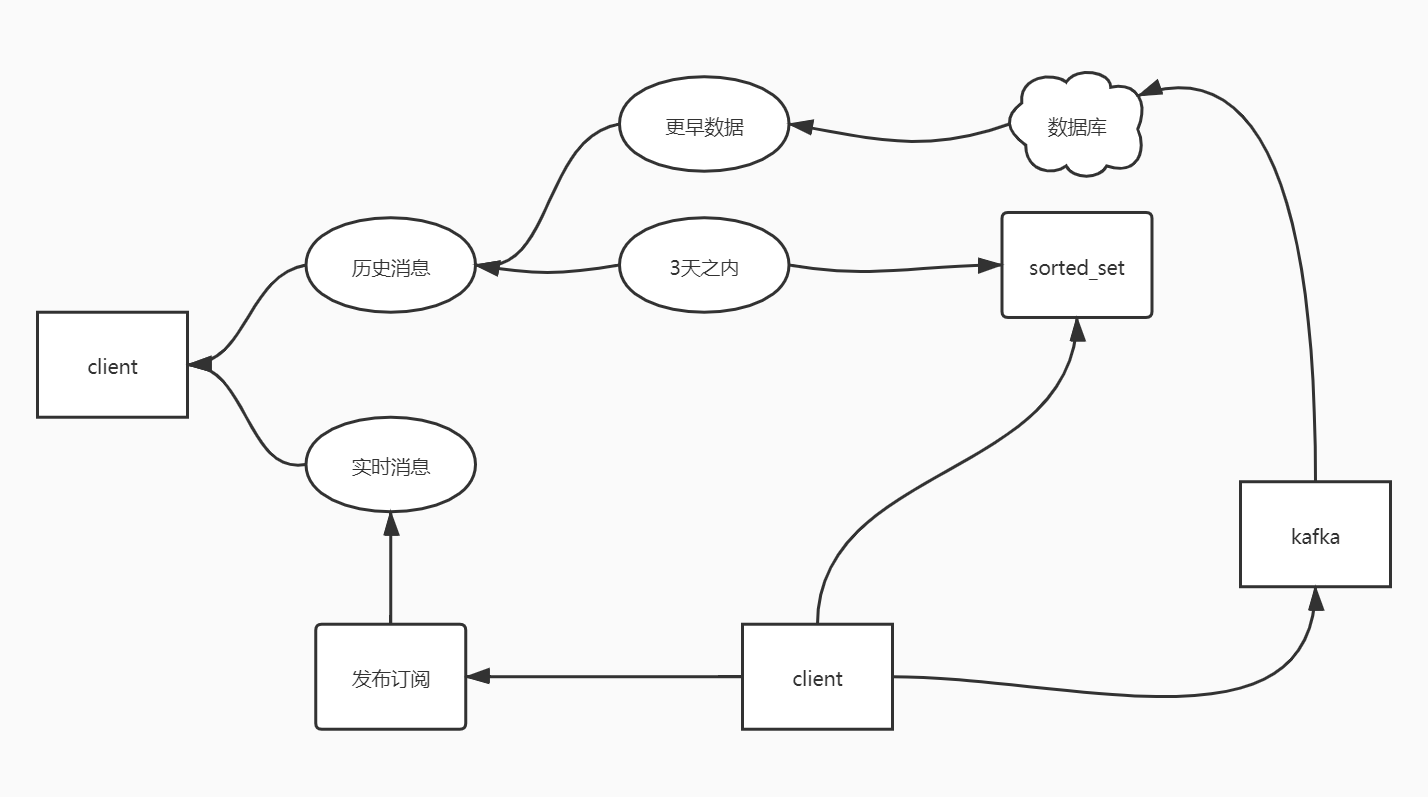 更早数据
数据库
历史消息
3天之内
sorted_set
client
实时消息
kafka
发布订阅
client